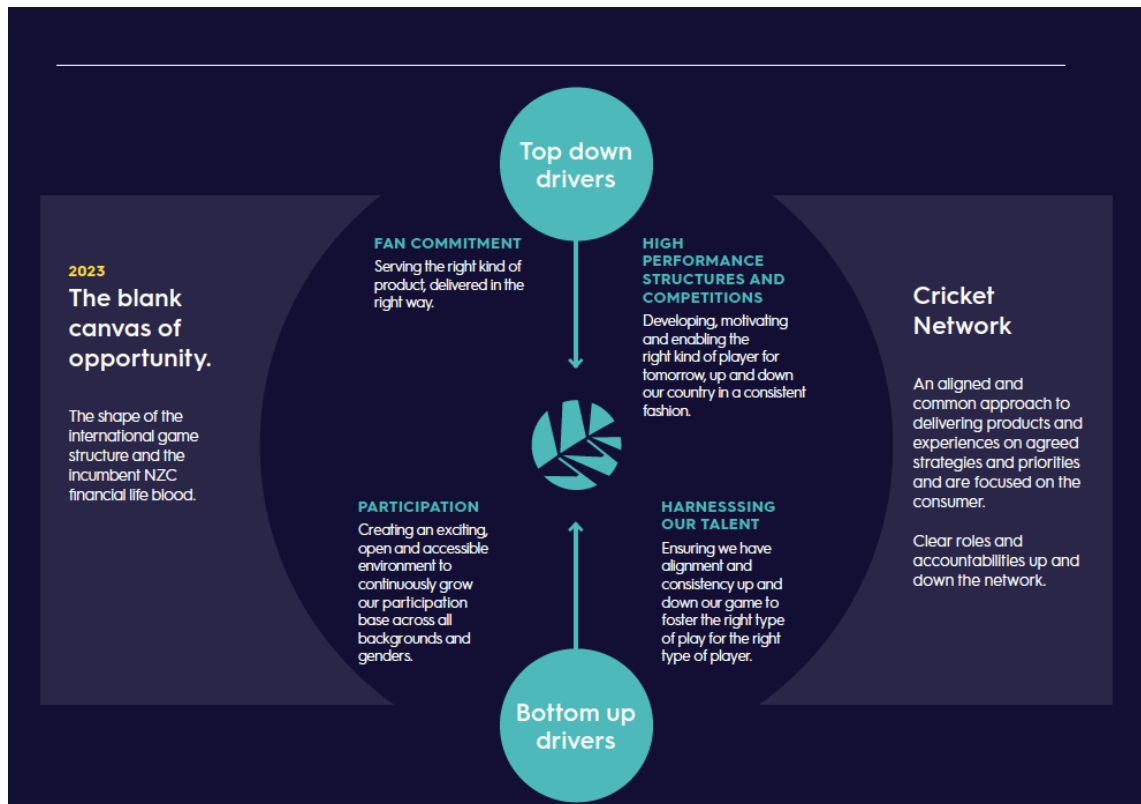 Top down
drivers
2023
The blank
canvas of
opportunity.
The shape of the
international game
structure and the
incumbent NZC
financial life blood.
FAN COMMITMENT
Serving the right kind of
product, delivered in the
right way.
HIGH
PERFORMANCE
STRUCTURES AND
COMPETITIONS
Developing, motivating
and enabling the
right kind of player for
tomorrow, up and down
our country in a consistent
fashion.
PARTICIPATION
Creating an exciting,
open and accessible
environment to
continuously grow
our participation
base across all
backgrounds and
genders.
HARNESSSING
OUR TALENT
Ensuring we have
alignment and
consistency up and
down our game to
foster the right type
of play for the right
type of player.
Cricket
Network
An aligned and
common approach to
delivering products and
experiences on agreed
strategies and priorities
and are focused on the
consumer.
Clear roles and
accountabilities up and
down the network.
Bottom up
drivers